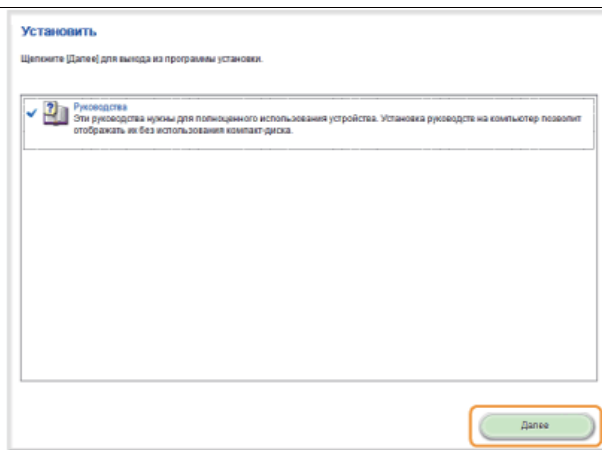 Установить
Щелкните [Далее] для выхода из программы установки.
Руководства
Эти руководства нужны для полноценного использования устройства. Установка руководств на компьютер позволит
отображать их без использования компакт-диска.
Далее